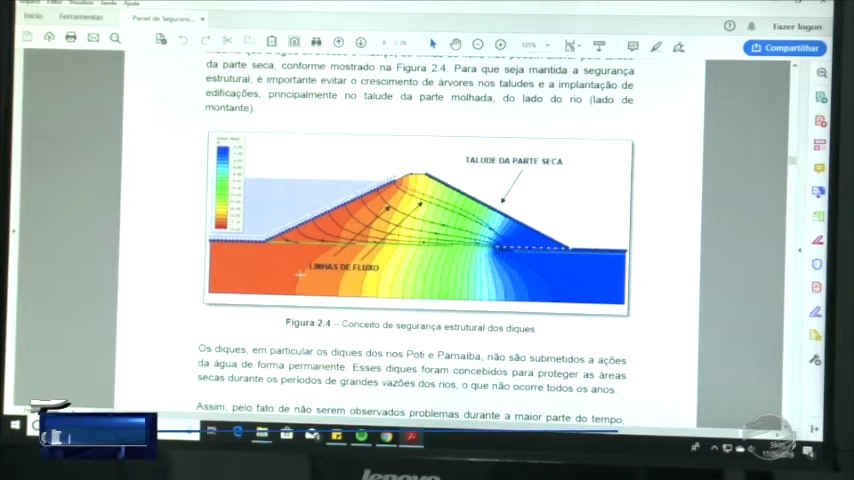 Início Ferramentas Painel de Seguranc...
Fazer logon
125%
Compartilhar
da parte seca, conforme mostrado na Figura 2.4. Para que seja mantida a segurança
estrutural, é importante evitar o crescimento de árvores nos taludes e a implantação de
edificações, principalmente no talude da parte molhada, do lado do rio (lado de
montante).
TALUDE DA PARTE SECA
LINHAS DE FLUXO
Figura 2.4 – Conceito de segurança estrutural dos diques
Os diques, em particular os diques dos rios Poti e Parnaíba, não são submetidos a ações
da água de forma permanente. Esses diques foram concebidos para proteger as áreas
secas durante os períodos de grandes vazões dos rios, o que não ocorre todos os anos.
Assim, pelo fato de não serem observados problemas durante a maior parte do tempo,
lenovo